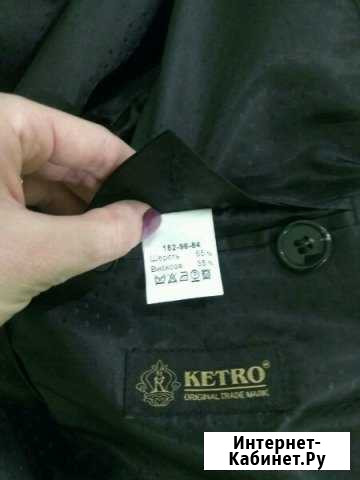 182-96-84
Шерсть 65%
Вискоза 35%
KETRO®
ORIGINAL TRADE MARK
Интернет-
Кабинет.Ру